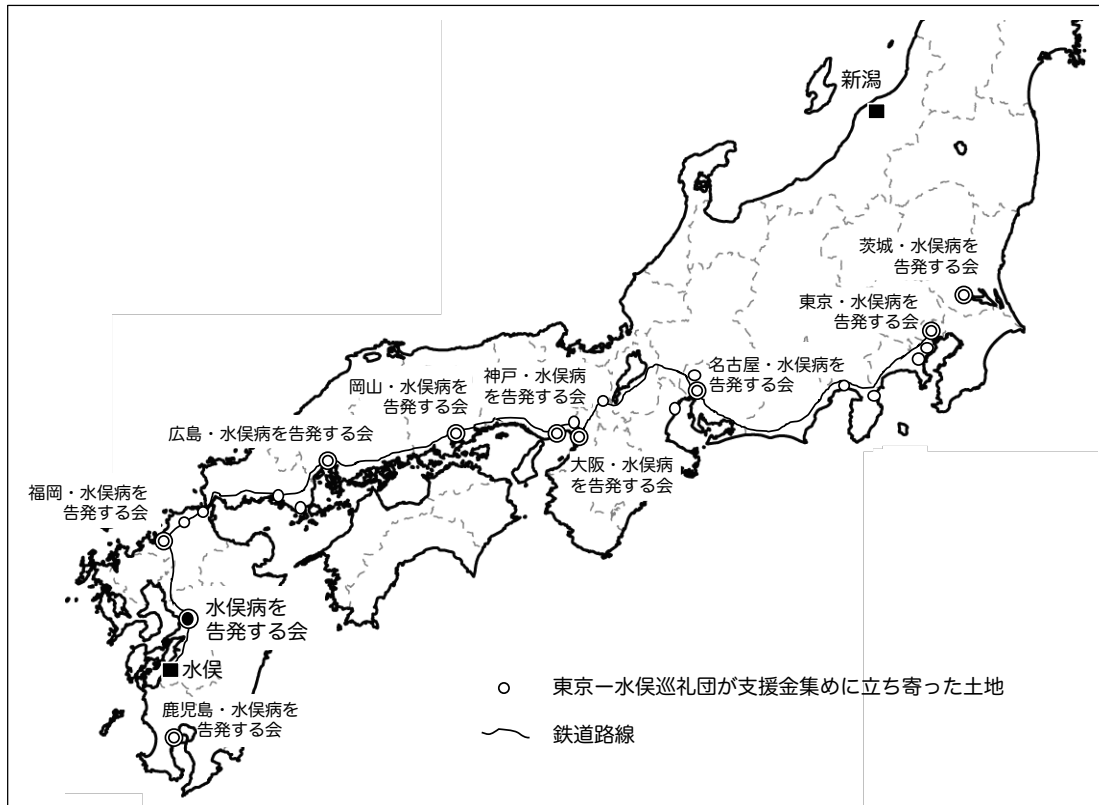 新潟
茨城・水俣病を
告発する会
東京・水俣病を
告発する会
名古屋・水俣病を
告発する会
神戸・水俣病
を告発する会
岡山・水俣病を
告発する会
広島・水俣病を告発する会
大阪・水俣病
を告発する会
福岡・水俣病を
告発する会
水俣病を
告発する会
水俣
鹿児島・水俣病を
告発する会
東京ー水俣巡礼団が支援金集めに立ち寄った土地
鉄道路線